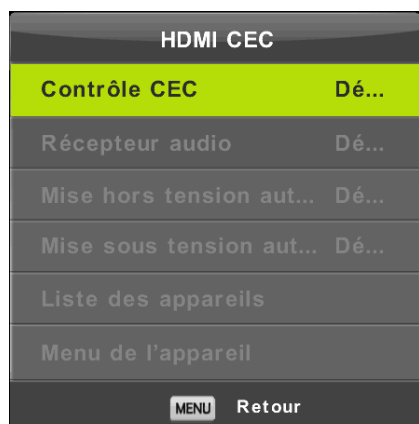 HDMI CEC
Contrôle CEC Dé...
Récepteur audio Dé...
Mise hors tension aut... Dé...
Mise sous tension aut... Dé...
Liste des appareils
Menu de l'appareil
MENU Retour